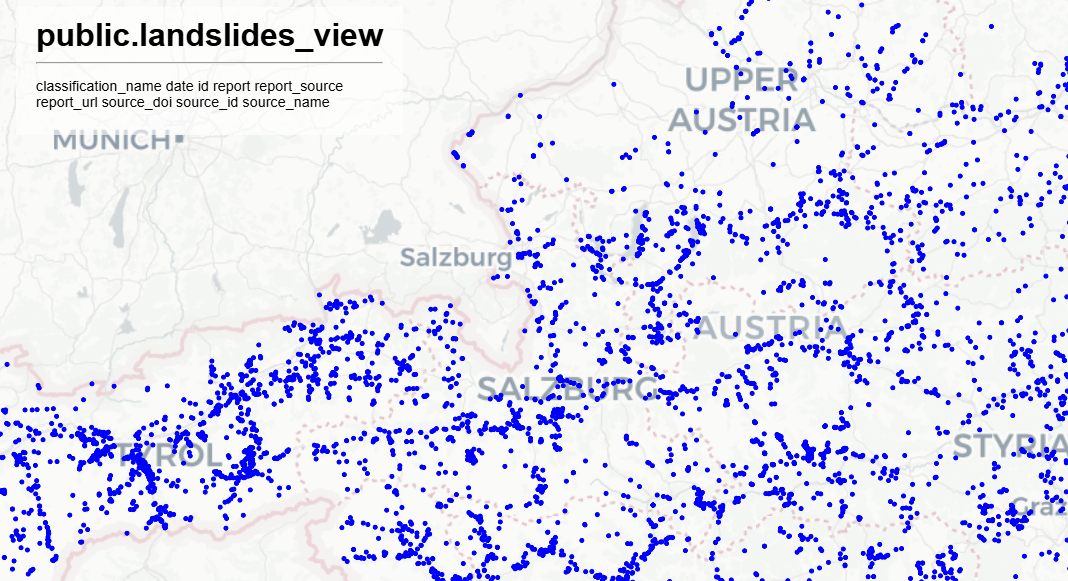 public.landslides_view
classification_name date id report report_source
report_url source_doi source_id source_name
UPPER
AUSTRIA
MUNICH
Salzburg
AUSTRIA
SALZBURG
TYROL
STYRIA
Graz